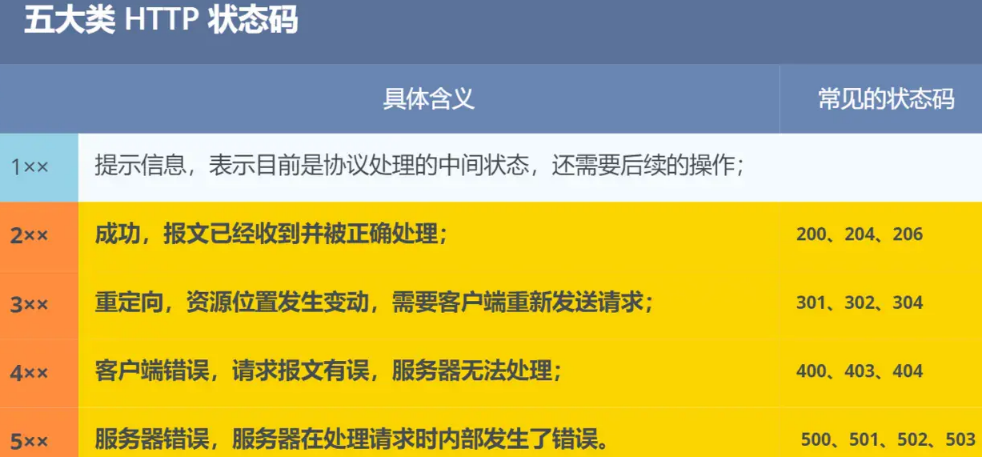 五大类 HTTP 状态码
具体含义 常见的状态码
1×× 提示信息，表示目前是协议处理的中间状态，还需要后续的操作；
2×× 成功，报文已经收到并被正确处理； 200、204、206
3×× 重定向，资源位置发生变动，需要客户端重新发送请求； 301、302、304
4×× 客户端错误，请求报文有误，服务器无法处理； 400、403、404
5×× 服务器错误，服务器在处理请求时内部发生了错误。 500、501、502、503